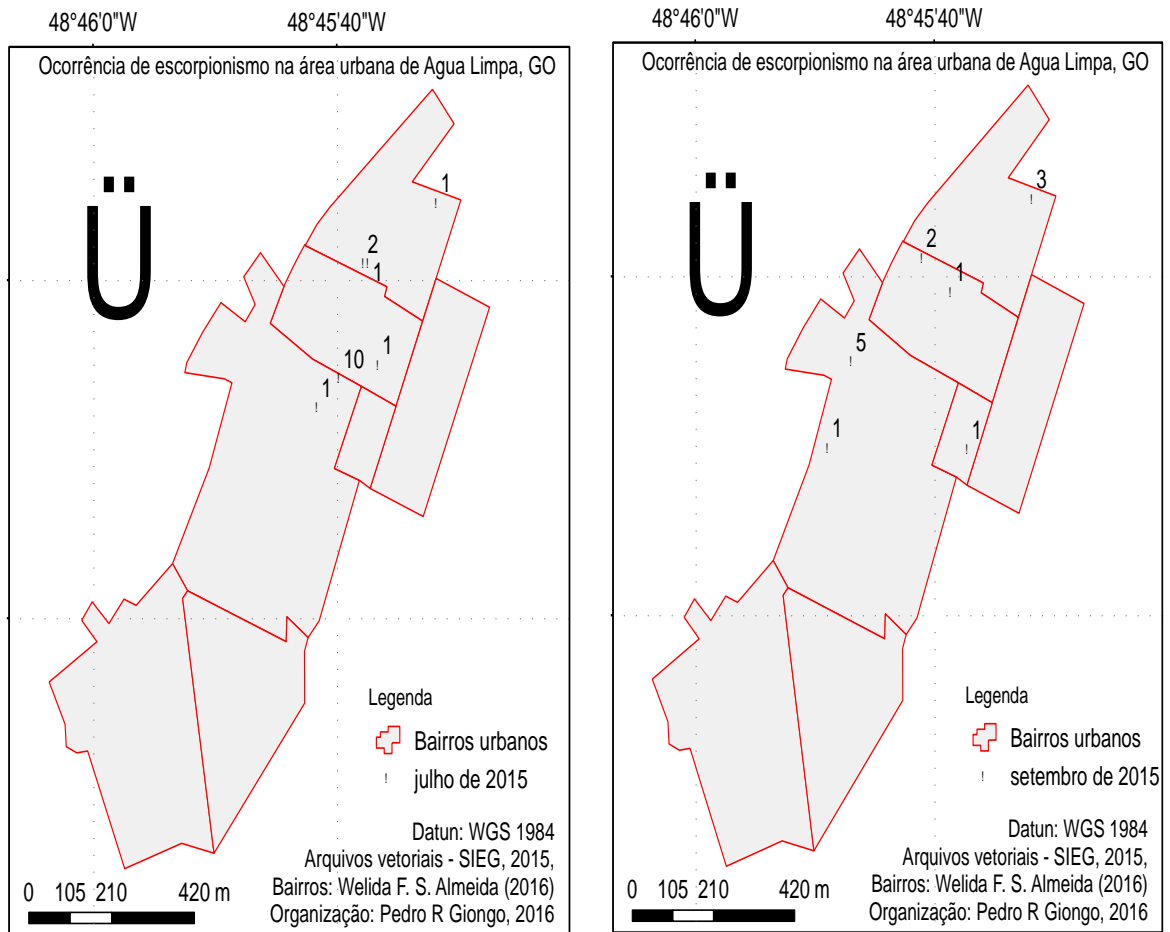 48°46'0"W 48°45'40"W
Ocorrência de escorpionismo na área urbana de Agua Limpa, GO
Ü
1
2
1
1
10
1
Legenda
Bairros urbanos
! julho de 2015
Datun: WGS 1984
Arquivos vetoriais - SIEG, 2015,
Bairros: Welida F. S. Almeida (2016)
Organização: Pedro R Giongo, 2016
0 105 210 420 m
48°46'0"W 48°45'40"W
Ocorrência de escorpionismo na área urbana de Agua Limpa, GO
Ü
3
2
1
5
1
1
Legenda
Bairros urbanos
! setembro de 2015
Datun: WGS 1984
Arquivos vetoriais - SIEG, 2015,
Bairros: Welida F. S. Almeida (2016)
Organização: Pedro R Giongo, 2016
0 105 210 420 m